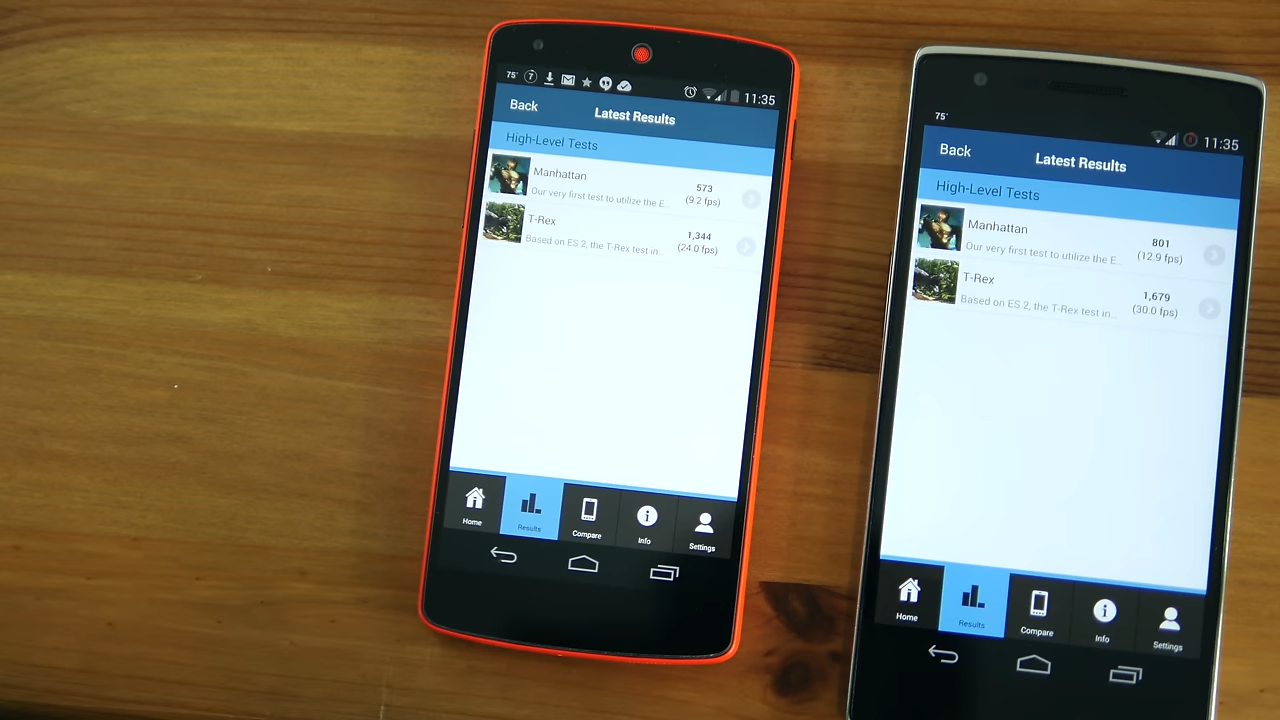 75°
7
11:35
Back
Latest Results
High-Level Tests
Manhattan
573
Our very first test to utilize the E..
(9.2 fps)
T-Rex
1,344
Based on ES 2, the T-Rex test in...
(24.0 fps)
Home
Results
Compare
Info
Settings
75°
11:35
Back
Latest Results
High-Level Tests
Manhattan
801
Our very first test to utilize the E..
(12.9 fps)
T-Rex
1,679
Based on ES 2, the T-Rex test in...
(30.0 fps)
Home
Results
Compare
Info
Settings